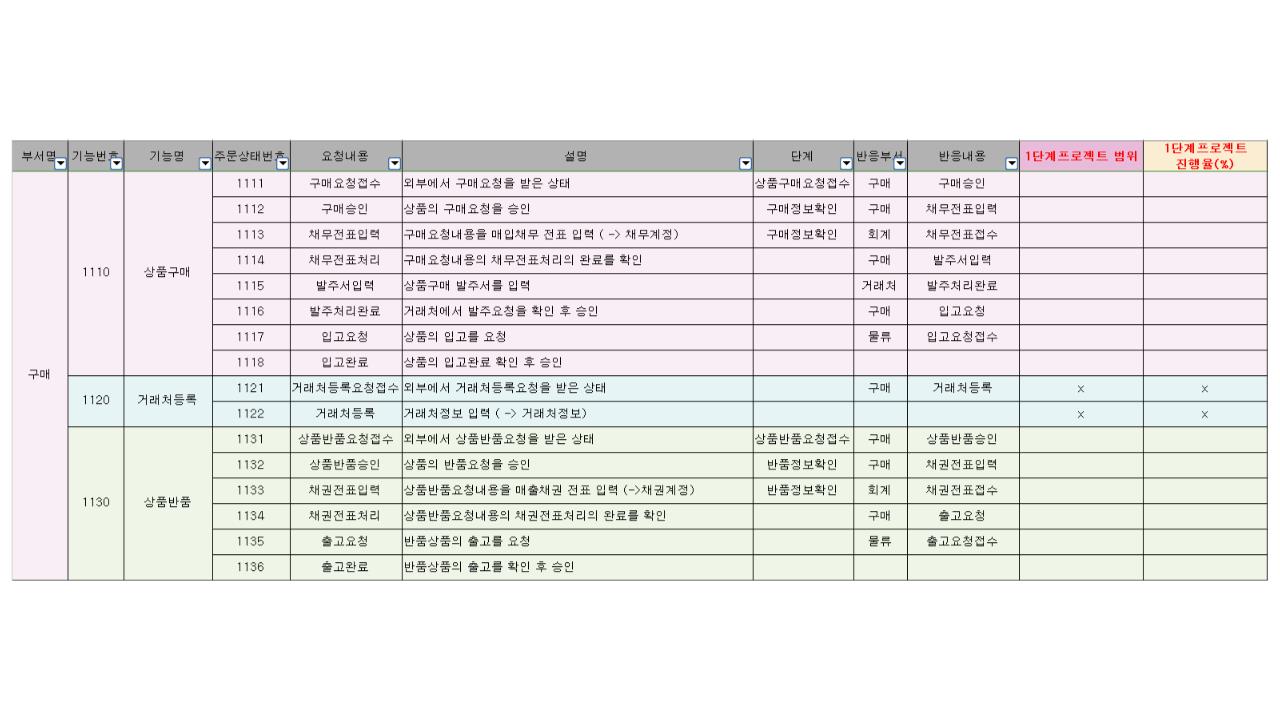 부서명 기능번호 기능명 주문상태번호 요청내용 설명 단계 반응부서 반응내용 1단계프로젝트 범위 1단계프로젝트
진행율(%)
1111 구매요청접수 외부에서 구매요청을 받은 상태 상품구매요청접수 구매 구매승인
1112 구매승인 상품의 구매요청을 승인 구매정보확인 구매 채무전표입력
1113 채무전표입력 구매요청내용을 매입채무 전표 입력 ( -> 채무계정) 구매정보확인 회계 채무전표접수
1114 채무전표처리 구매요청내용의 채무전표처리의 완료를 확인 구매 발주서입력
1110 상품구매
1115 발주서입력 상품구매 발주서를 입력 거래처 발주처리완료
1116 발주처리완료 거래처에서 발주요청을 확인 후 승인 구매 입고요청
1117 입고요청 상품의 입고를 요청 물류 입고요청접수
1118 입고완료 상품의 입고완료 확인 후 승인
구매
1121 거래처등록요청접수 외부에서 거래처등록요청을 받은 상태 구매 거래처등록 x x
1120 거래처등록
1122 거래처등록 거래처정보 입력 ( -> 거래처정보) x x
1131 상품반품요청접수 외부에서 상품반품요청을 받은 상태 상품반품요청접수 구매 상품반품승인
1132 상품반품승인 상품의 반품요청을 승인 반품정보확인 구매 채권전표입력
1133 채권전표입력 상품반품요청내용을 매출채권 전표 입력 (->채권계정) 반품정보확인 회계 채권전표접수
1130 상품반품
1134 채권전표처리 상품반품요청내용의 채권전표처리의 완료를 확인 구매 출고요청
1135 출고요청 반품상품의 출고를 요청 물류 출고요청접수
1136 출고완료 반품상품의 출고를 확인 후 승인